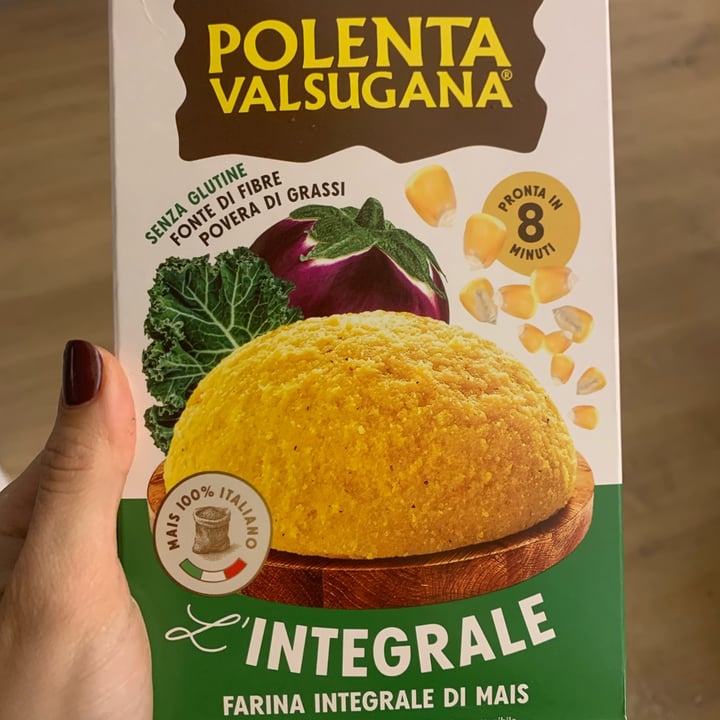 POLENTA
VALSUGANA®
SENZA GLUTINE
FONTE DI FIBRE
POVERA DI GRASSI
PRONTA IN
8
MINUTI
MAIS 100% ITALIANO
L'INTEGRALE
FARINA INTEGRALE DI MAIS